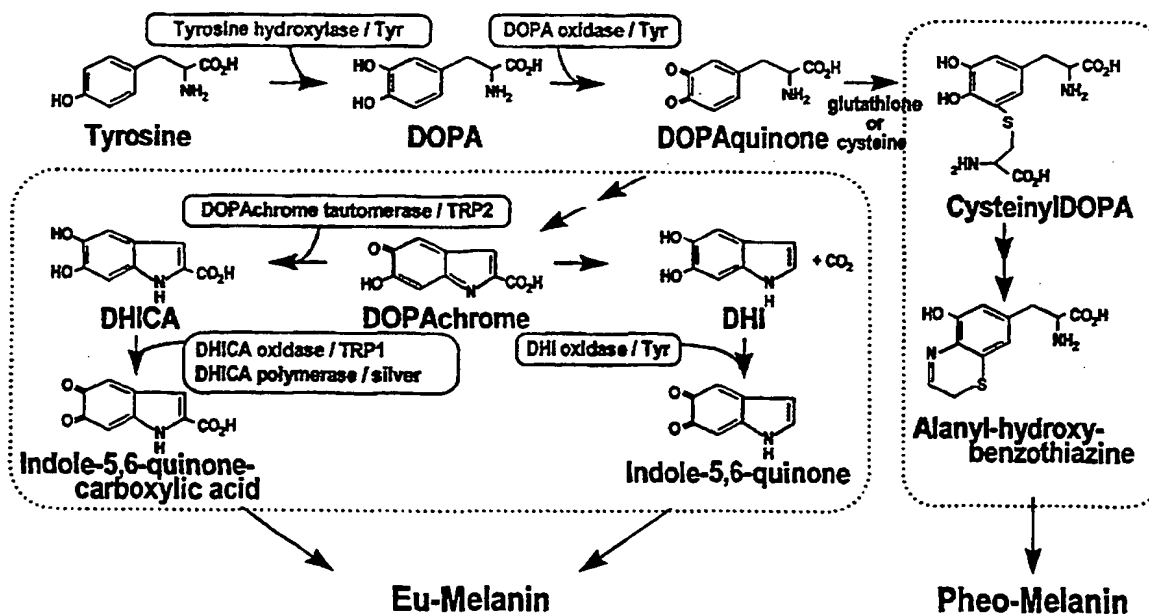 Tyrosine hydroxylase / Tyr
DOPA oxidase / Tyr
HO
CO₂H
NH₂
Tyrosine
HO
HO
CO₂H
NH₂
DOPA
O
O
CO₂H
NH₂
DOPAquinone
glutathione
or
cysteine
HO
HO
CO₂H
NH₂
S
₂HN
CO₂H
CysteinylDOPA
DOPAchrome tautomerase / TRP2
HO
HO
N
H
CO₂H
DHICA
O
HO
N
CO₂H
DOPAchrome
HO
HO
N
H
+ CO₂
DHI
DHICA oxidase / TRP1
DHICA polymerase / silver
DHI oxidase / Tyr
O
O
N
H
CO₂H
Indole-5,6-quinone-
carboxylic acid
O
O
N
H
Indole-5,6-quinone
HO
N
S
CO₂H
NH₂
Alanyl-hydroxy-
benzothiazine
Eu-Melanin
Pheo-Melanin